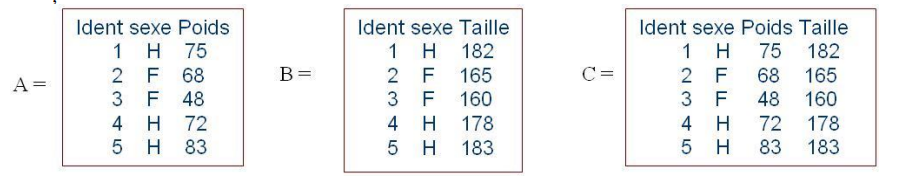 A =
Ident sexe Poids
1 H 75
2 F 68
3 F 48
4 H 72
5 H 83
B =
Ident sexe Taille
1 H 182
2 F 165
3 F 160
4 H 178
5 H 183
C =
Ident sexe Poids Taille
1 H 75 182
2 F 68 165
3 F 48 160
4 H 72 178
5 H 83 183